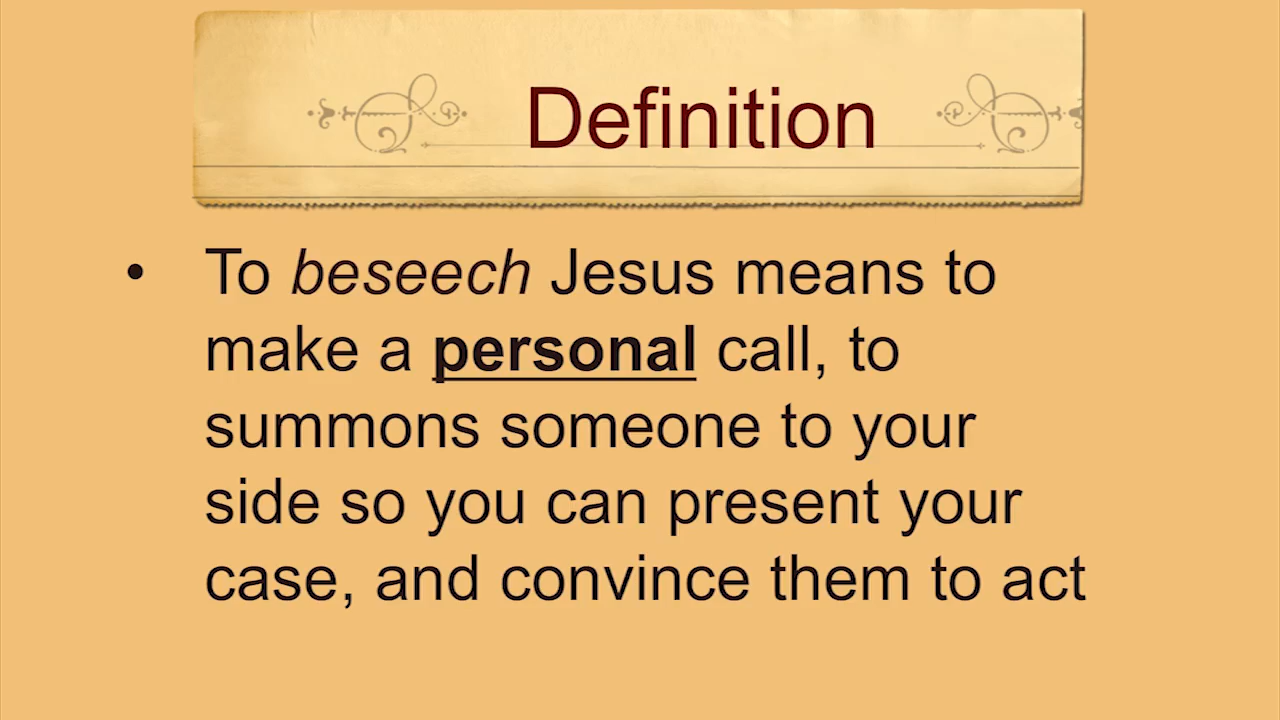 Definition
• To beseech Jesus means to
make a personal call, to
summons someone to your
side so you can present your
case, and convince them to act